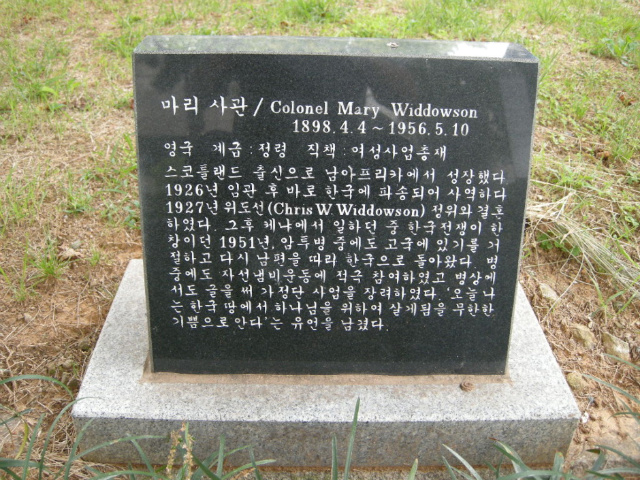 마리 사관 / Colonel Mary Widdowson
1898.4.4 ~ 1956.5.10
영국 계급 : 정령 직책 : 여성사업총재
스코틀랜드 출신으로 남아프리카에서 성장했다
1926년 임관 후 바로 한국에 파송되어 사역하다
1927년 위도선(Chris W. Widdowson) 정위와 결혼
하였다. 그후 케냐에서 일하던 중 한국전쟁이 한
창이던 1951년, 암투병 중에도 고국에 있기를 거
절하고 다시 남편을 따라 한국으로 돌아왔다. 병
중에도 자선냄비운동에 적극 참여하였고 병상에
서도 글을 써 가정단 사업을 장려하였다. '오늘 나
는 한국 땅에서 하나님을 위하여 살게됨을 무한한
기쁨으로 안다'는 유언을 남겼다.